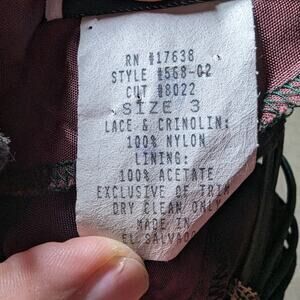 RN #17638
STYLE #568-02
CUT #8022
SIZE 3
LACE & CRINOLIN:
100% NYLON
LINING:
100% ACETATE
EXCLUSIVE OF TRIM
DRY CLEAN ONLY
MADE IN
EL SALVADO